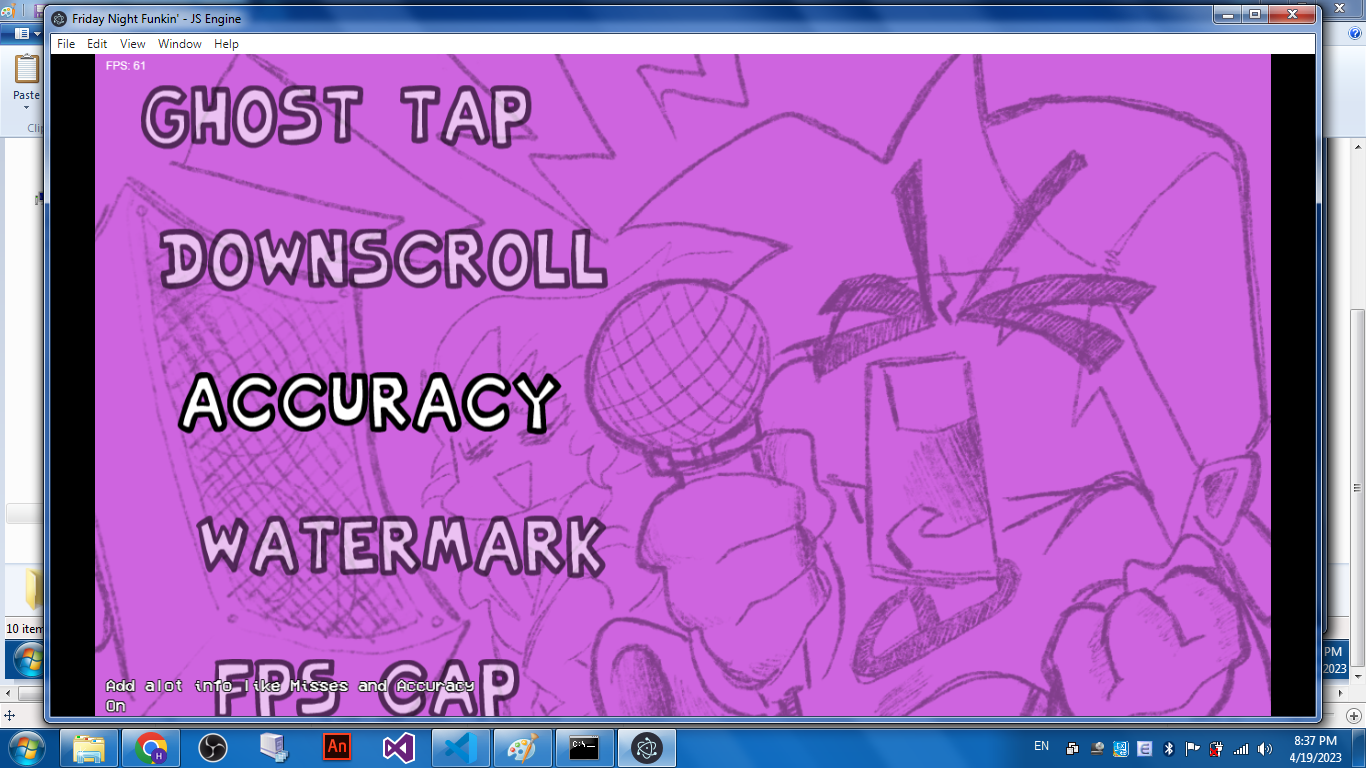 Friday Night Funkin' - JS Engine
File Edit View Window Help
Paste
FPS: 61
GHOST TAP
DOWNSCROLL
ACCURACY
WATERMARK
FPS CAP
Add alot info like Misses and Accuracy
On
10 item
PM
2023
An
C:\
EN
8:37 PM
4/19/2023